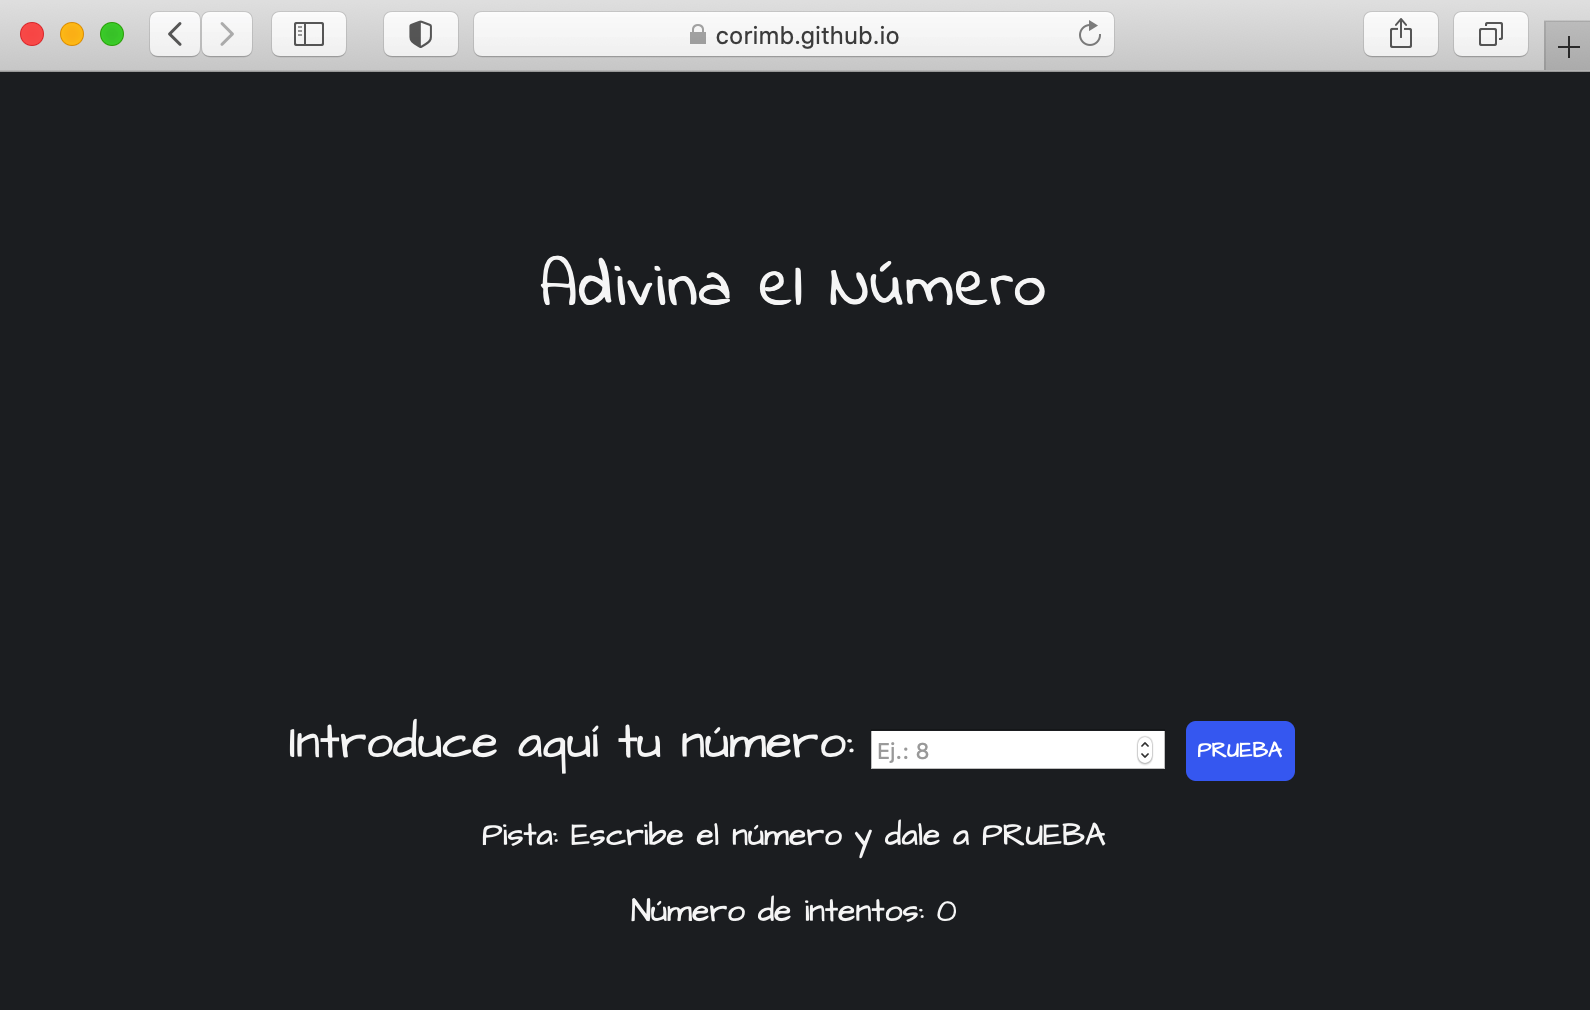 corimb.github.io
Adivina el Número
Introduce aquí tu número: Ej.: 8 PRUEBA
Pista: Escribe el número y dale a PRUEBA
Número de intentos: 0